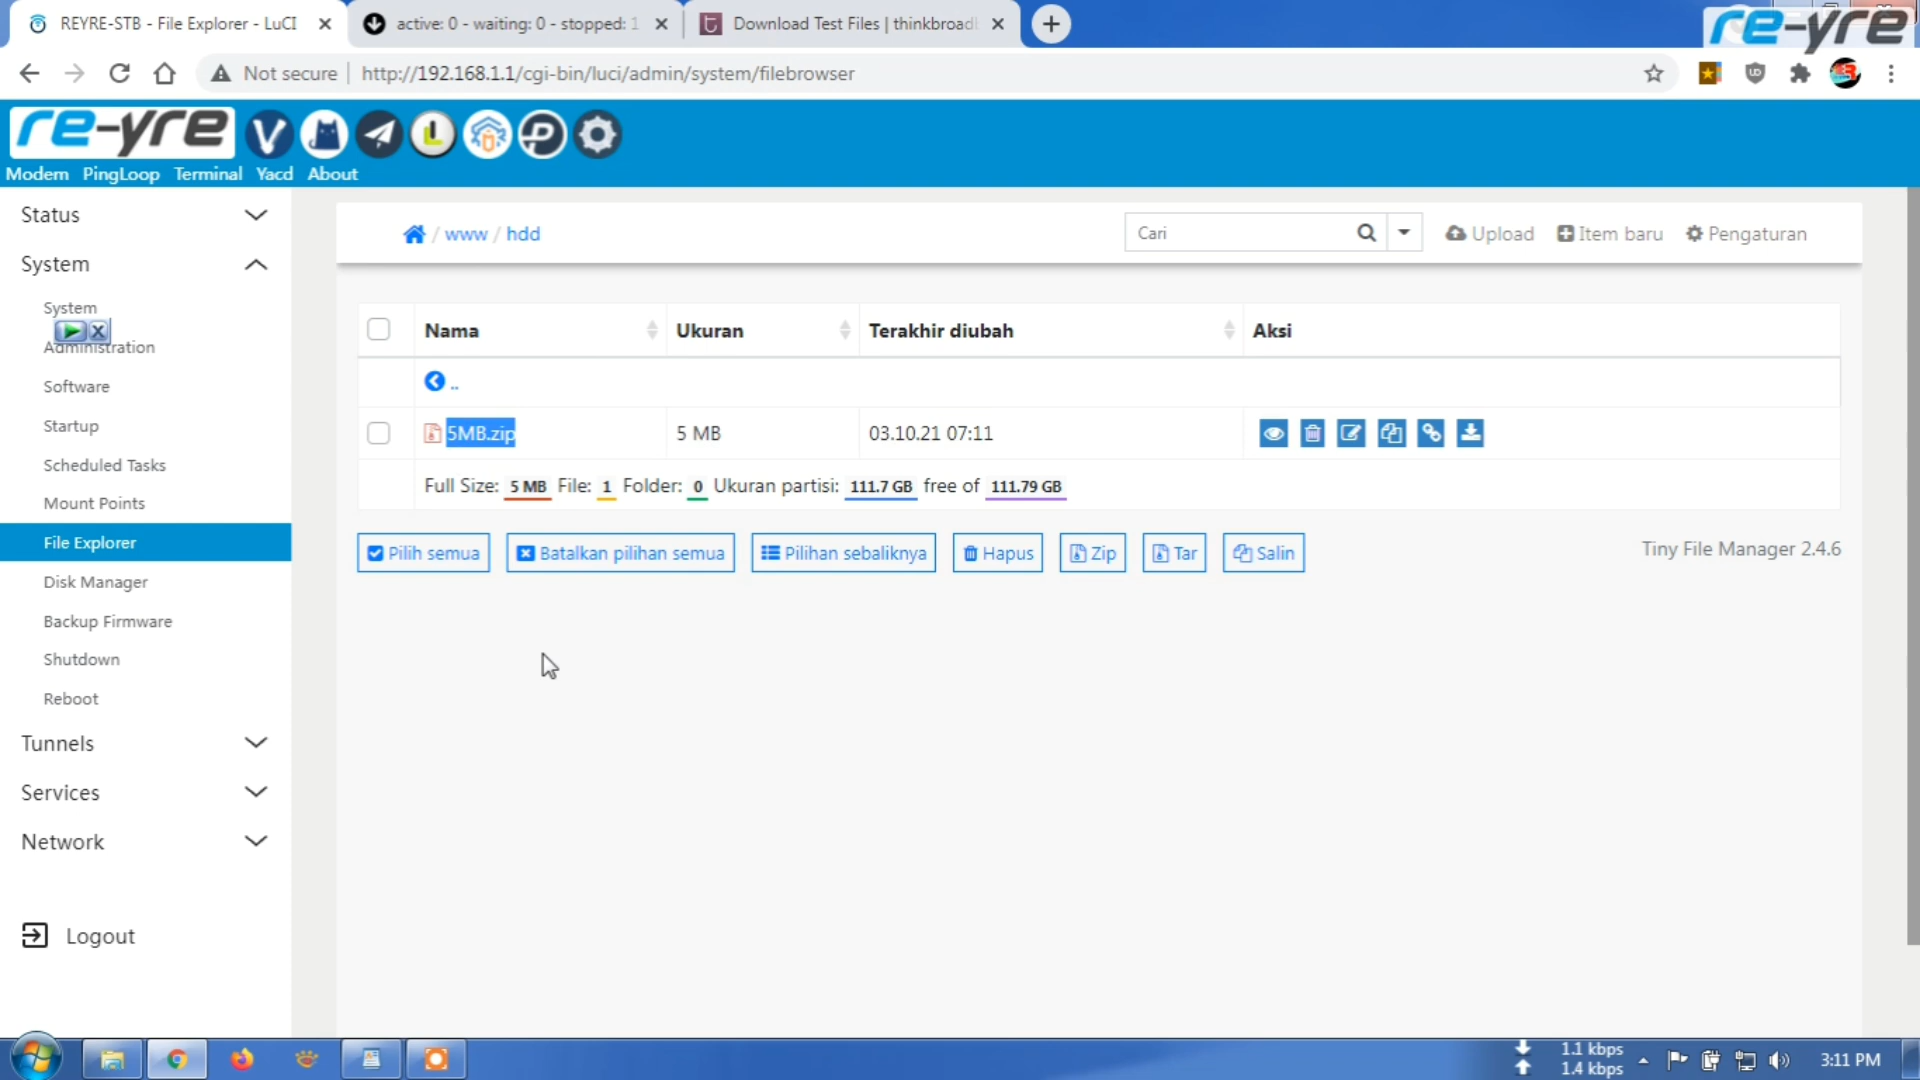 REYRE-STB - File Explorer - LuCI
active: 0 - waiting: 0 - stopped: 1
Download Test Files | thinkbroad
re-yre
Not secure
http://192.168.1.1/cgi-bin/luci/admin/system/filebrowser
re-yre
Modem PingLoop Terminal Yacd About
Status
System
System
Administration
Software
Startup
Scheduled Tasks
Mount Points
File Explorer
Disk Manager
Backup Firmware
Shutdown
Reboot
Tunnels
Services
Network
Logout
/ www / hdd
Cari
Upload
Item baru
Pengaturan
Nama Ukuran Terakhir diubah Aksi
..
5MB.zip 5 MB 03.10.21 07:11
Full Size: 5 MB File: 1 Folder: 0 Ukuran partisi: 111.7 GB free of 111.79 GB
Pilih semua Batalkan pilihan semua Pilihan sebaliknya Hapus Zip Tar Salin
Tiny File Manager 2.4.6
1.1 kbps
1.4 kbps
3:11 PM